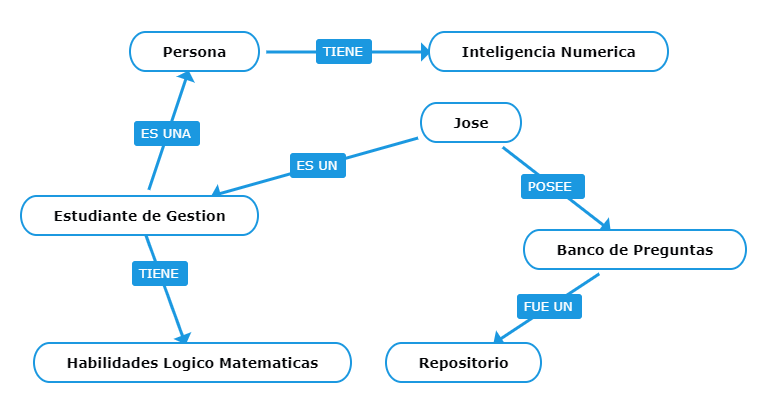 Persona
TIENE
Inteligencia Numerica
Jose
ES UNA
ES UN
POSEE
Estudiante de Gestion
Banco de Preguntas
TIENE
FUE UN
Habilidades Logico Matematicas
Repositorio